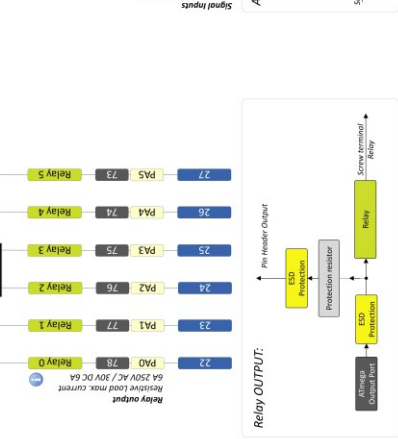 Signal Inputs
Relay 5 73 PA5 27
Relay 4 74 PA4 26
Relay 3 75 PA3 25
Relay 2 76 PA2 24
Relay 1 77 PA1 23
Relay 0 78 PA0 22
Relay output
Resistive Load max. current
6A 250V AC / 30V DC 6A
Relay OUTPUT:
ATmega
Output Port
ESD
Protection
Relay
Screw terminal
Relay
Protection resistor
ESD
Protection
Pin Header Output